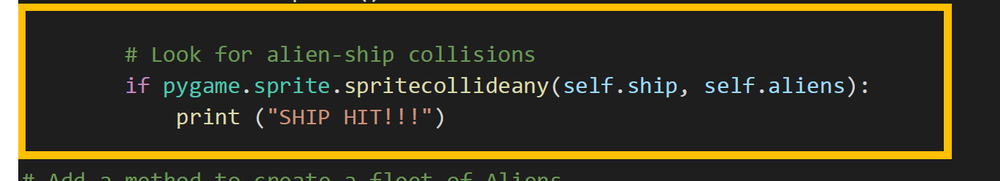 # Look for alien-ship collisions
if pygame.sprite.spritecollideany(self.ship, self.aliens):
print ("SHIP HIT!!!")
# Add a method to create a fleet of Aliens